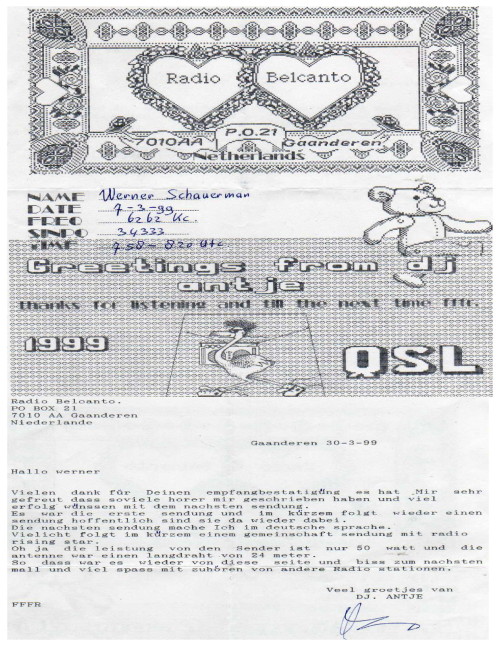 Radio Belcanto
7010AA P.O.21 Gaanderen
Netherlands
NAME Werner Schauerman
DATE 7-3-99
FREQ 6262 Kc.
SINPO 34333
TIME 758 - 820 Utc
Greetings from dj
antje
thanks for listening and till the next time fffr.
1999
QSL
Radio Belcanto.
PO BOX 21
7010 AA Gaanderen
Niederlande
Gaanderen 30-3-99
Hallo werner
Vielen dank für Deinen empfangbestatigüng es hat ,Mir sehr
gefreut dass soviele horer mir geschrieben haben und viel
erfolg wünassen mit dem nachsten sendung.
Es war die erste sendung und im kürzem folgt wieder einen
sendung hoffentlich sind sie da wieder dabei.
Die nachsten sendung mache Ich im deutsche sprache.
Vielicht folgt im kürzem einem gemeinschaft sendung mit radio
rising star.
Oh ja die leistung von den Sender ist nur 50 watt und die
antenne war einen langdraht von 24 meter.
So dass war es wieder von diese seite und biss zum nachsten
mall und viel spass mit zuhören von andere Radio stationen.
Veel groetjes van
DJ. ANTJE
FFFR